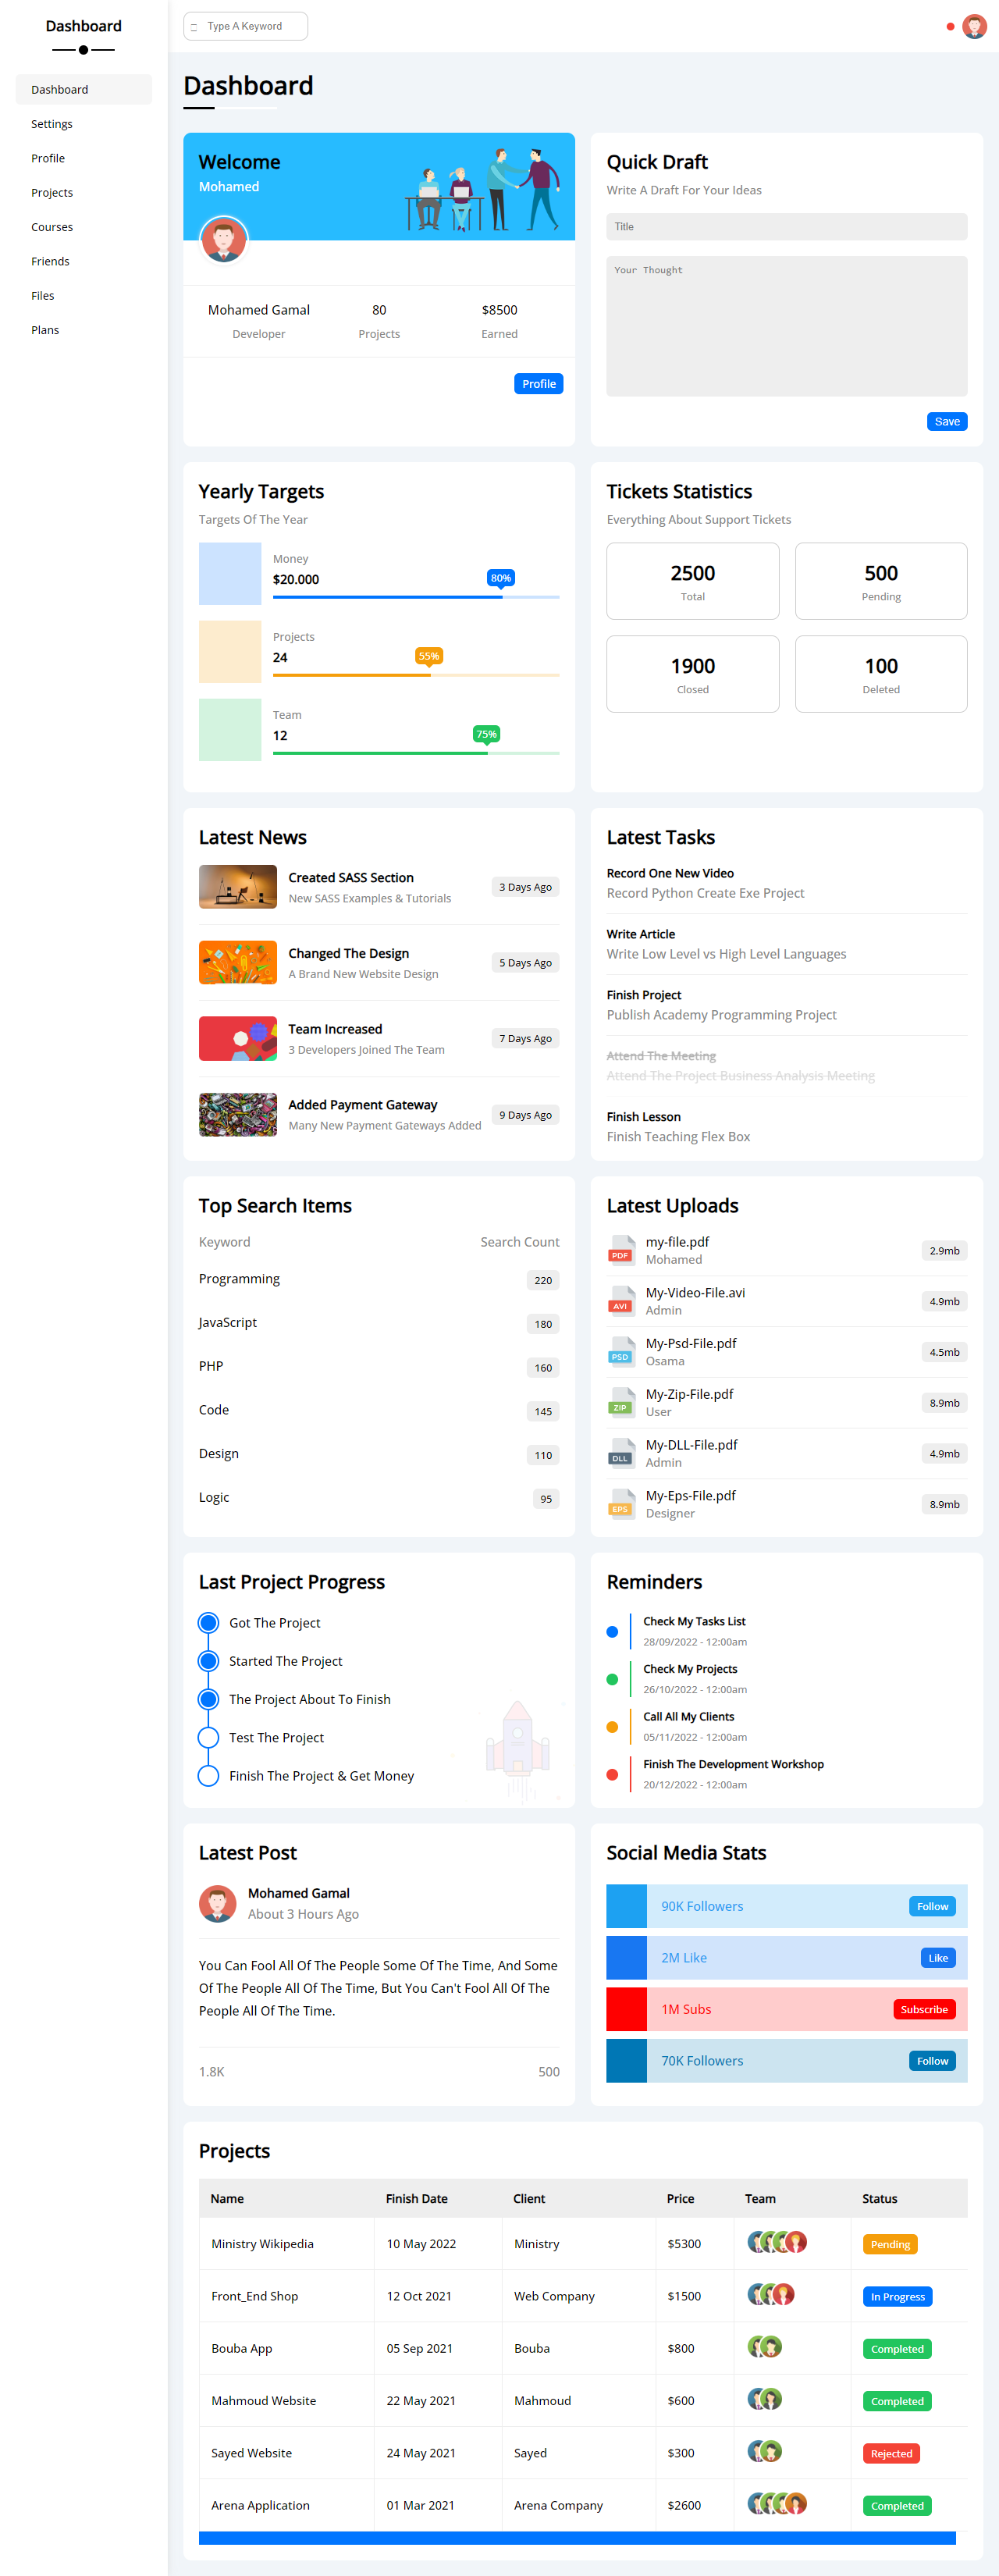 Dashboard
Dashboard
Settings
Profile
Projects
Courses
Friends
Files
Plans
Type A Keyword
Dashboard
Welcome
Mohamed
Mohamed Gamal
Developer
80
Projects
$8500
Earned
Profile
Quick Draft
Write A Draft For Your Ideas
Title
Your Thought
Save
Yearly Targets
Targets Of The Year
Money
$20.000
80%
Projects
24
55%
Team
12
75%
Tickets Statistics
Everything About Support Tickets
2500
Total
500
Pending
1900
Closed
100
Deleted
Latest News
Created SASS Section
New SASS Examples & Tutorials
3 Days Ago
Changed The Design
A Brand New Website Design
5 Days Ago
Team Increased
3 Developers Joined The Team
7 Days Ago
Added Payment Gateway
Many New Payment Gateways Added
9 Days Ago
Latest Tasks
Record One New Video
Record Python Create Exe Project
Write Article
Write Low Level vs High Level Languages
Finish Project
Publish Academy Programming Project
Attend The Meeting
Attend The Project Business Analysis Meeting
Finish Lesson
Finish Teaching Flex Box
Top Search Items
Keyword Search Count
Programming 220
JavaScript 180
PHP 160
Code 145
Design 110
Logic 95
Latest Uploads
PDF
my-file.pdf
Mohamed
2.9mb
AVI
My-Video-File.avi
Admin
4.9mb
PSD
My-Psd-File.pdf
Osama
4.5mb
ZIP
My-Zip-File.pdf
User
8.9mb
DLL
My-DLL-File.pdf
Admin
4.9mb
EPS
My-Eps-File.pdf
Designer
8.9mb
Last Project Progress
Got The Project
Started The Project
The Project About To Finish
Test The Project
Finish The Project & Get Money
Reminders
Check My Tasks List
28/09/2022 - 12:00am
Check My Projects
26/10/2022 - 12:00am
Call All My Clients
05/11/2022 - 12:00am
Finish The Development Workshop
20/12/2022 - 12:00am
Latest Post
Mohamed Gamal
About 3 Hours Ago
You Can Fool All Of The People Some Of The Time, And Some
Of The People All Of The Time, But You Can't Fool All Of The
People All Of The Time.
1.8K 500
Social Media Stats
90K Followers Follow
2M Like Like
1M Subs Subscribe
70K Followers Follow
Projects
Name Finish Date Client Price Team Status
Ministry Wikipedia 10 May 2022 Ministry $5300 Pending
Front_End Shop 12 Oct 2021 Web Company $1500 In Progress
Bouba App 05 Sep 2021 Bouba $800 Completed
Mahmoud Website 22 May 2021 Mahmoud $600 Completed
Sayed Website 24 May 2021 Sayed $300 Rejected
Arena Application 01 Mar 2021 Arena Company $2600 Completed